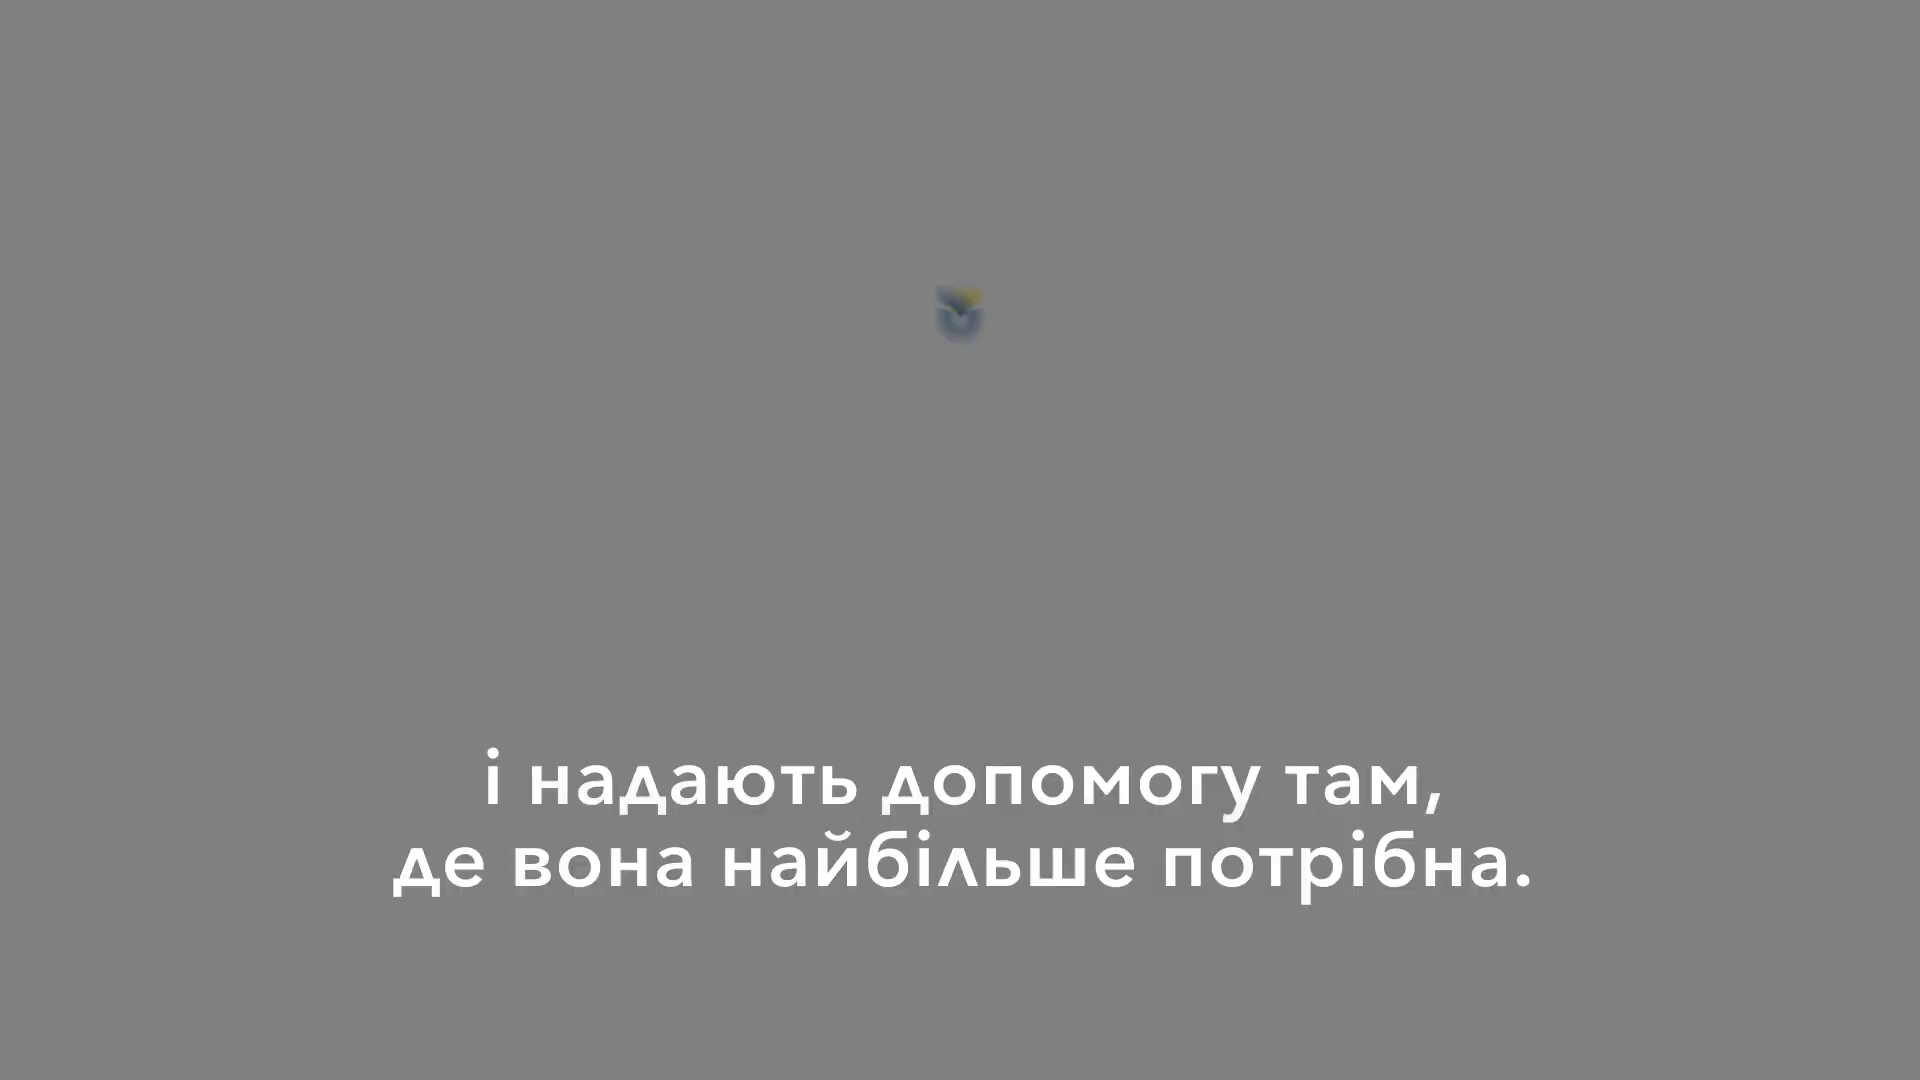 і надають допомогу там,
де вона найбільше потрібна.